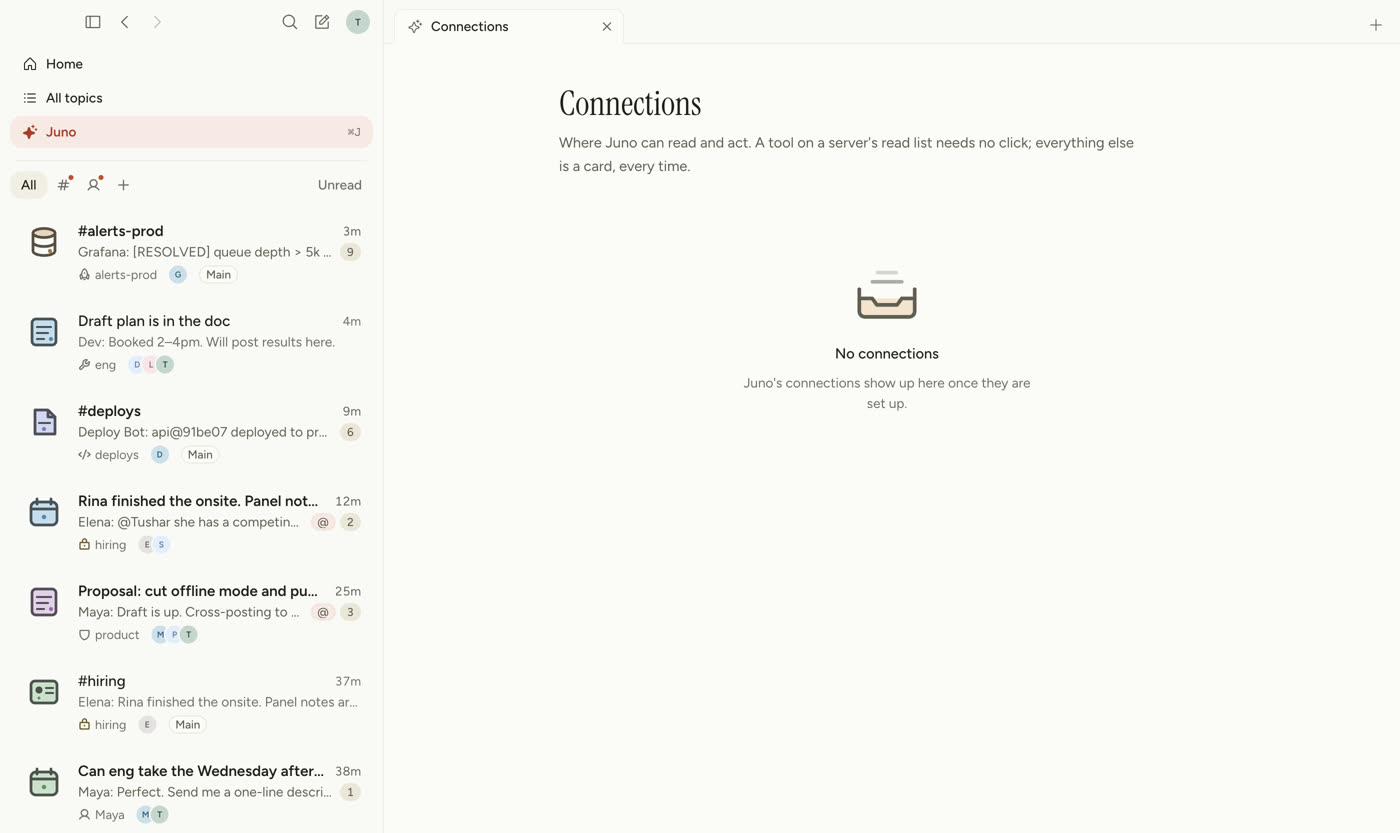 T
Connections
Home
All topics
Juno
⌘J
All
Unread
#alerts-prod
3m
Grafana: [RESOLVED] queue depth > 5k ...
9
alerts-prod
G
Main
Draft plan is in the doc
4m
Dev: Booked 2–4pm. Will post results here.
eng
D
L
T
#deploys
9m
Deploy Bot: api@91be07 deployed to pr...
6
deploys
D
Main
Rina finished the onsite. Panel not...
12m
Elena: @Tushar she has a competin...
@
2
hiring
E
S
Proposal: cut offline mode and pu...
25m
Maya: Draft is up. Cross-posting to ...
@
3
product
M
P
T
#hiring
37m
Elena: Rina finished the onsite. Panel notes ar...
hiring
E
Main
Can eng take the Wednesday after...
38m
Maya: Perfect. Send me a one-line descri...
1
Maya
M
T
Connections
Where Juno can read and act. A tool on a server's read list needs no click; everything else
is a card, every time.
No connections
Juno's connections show up here once they are
set up.